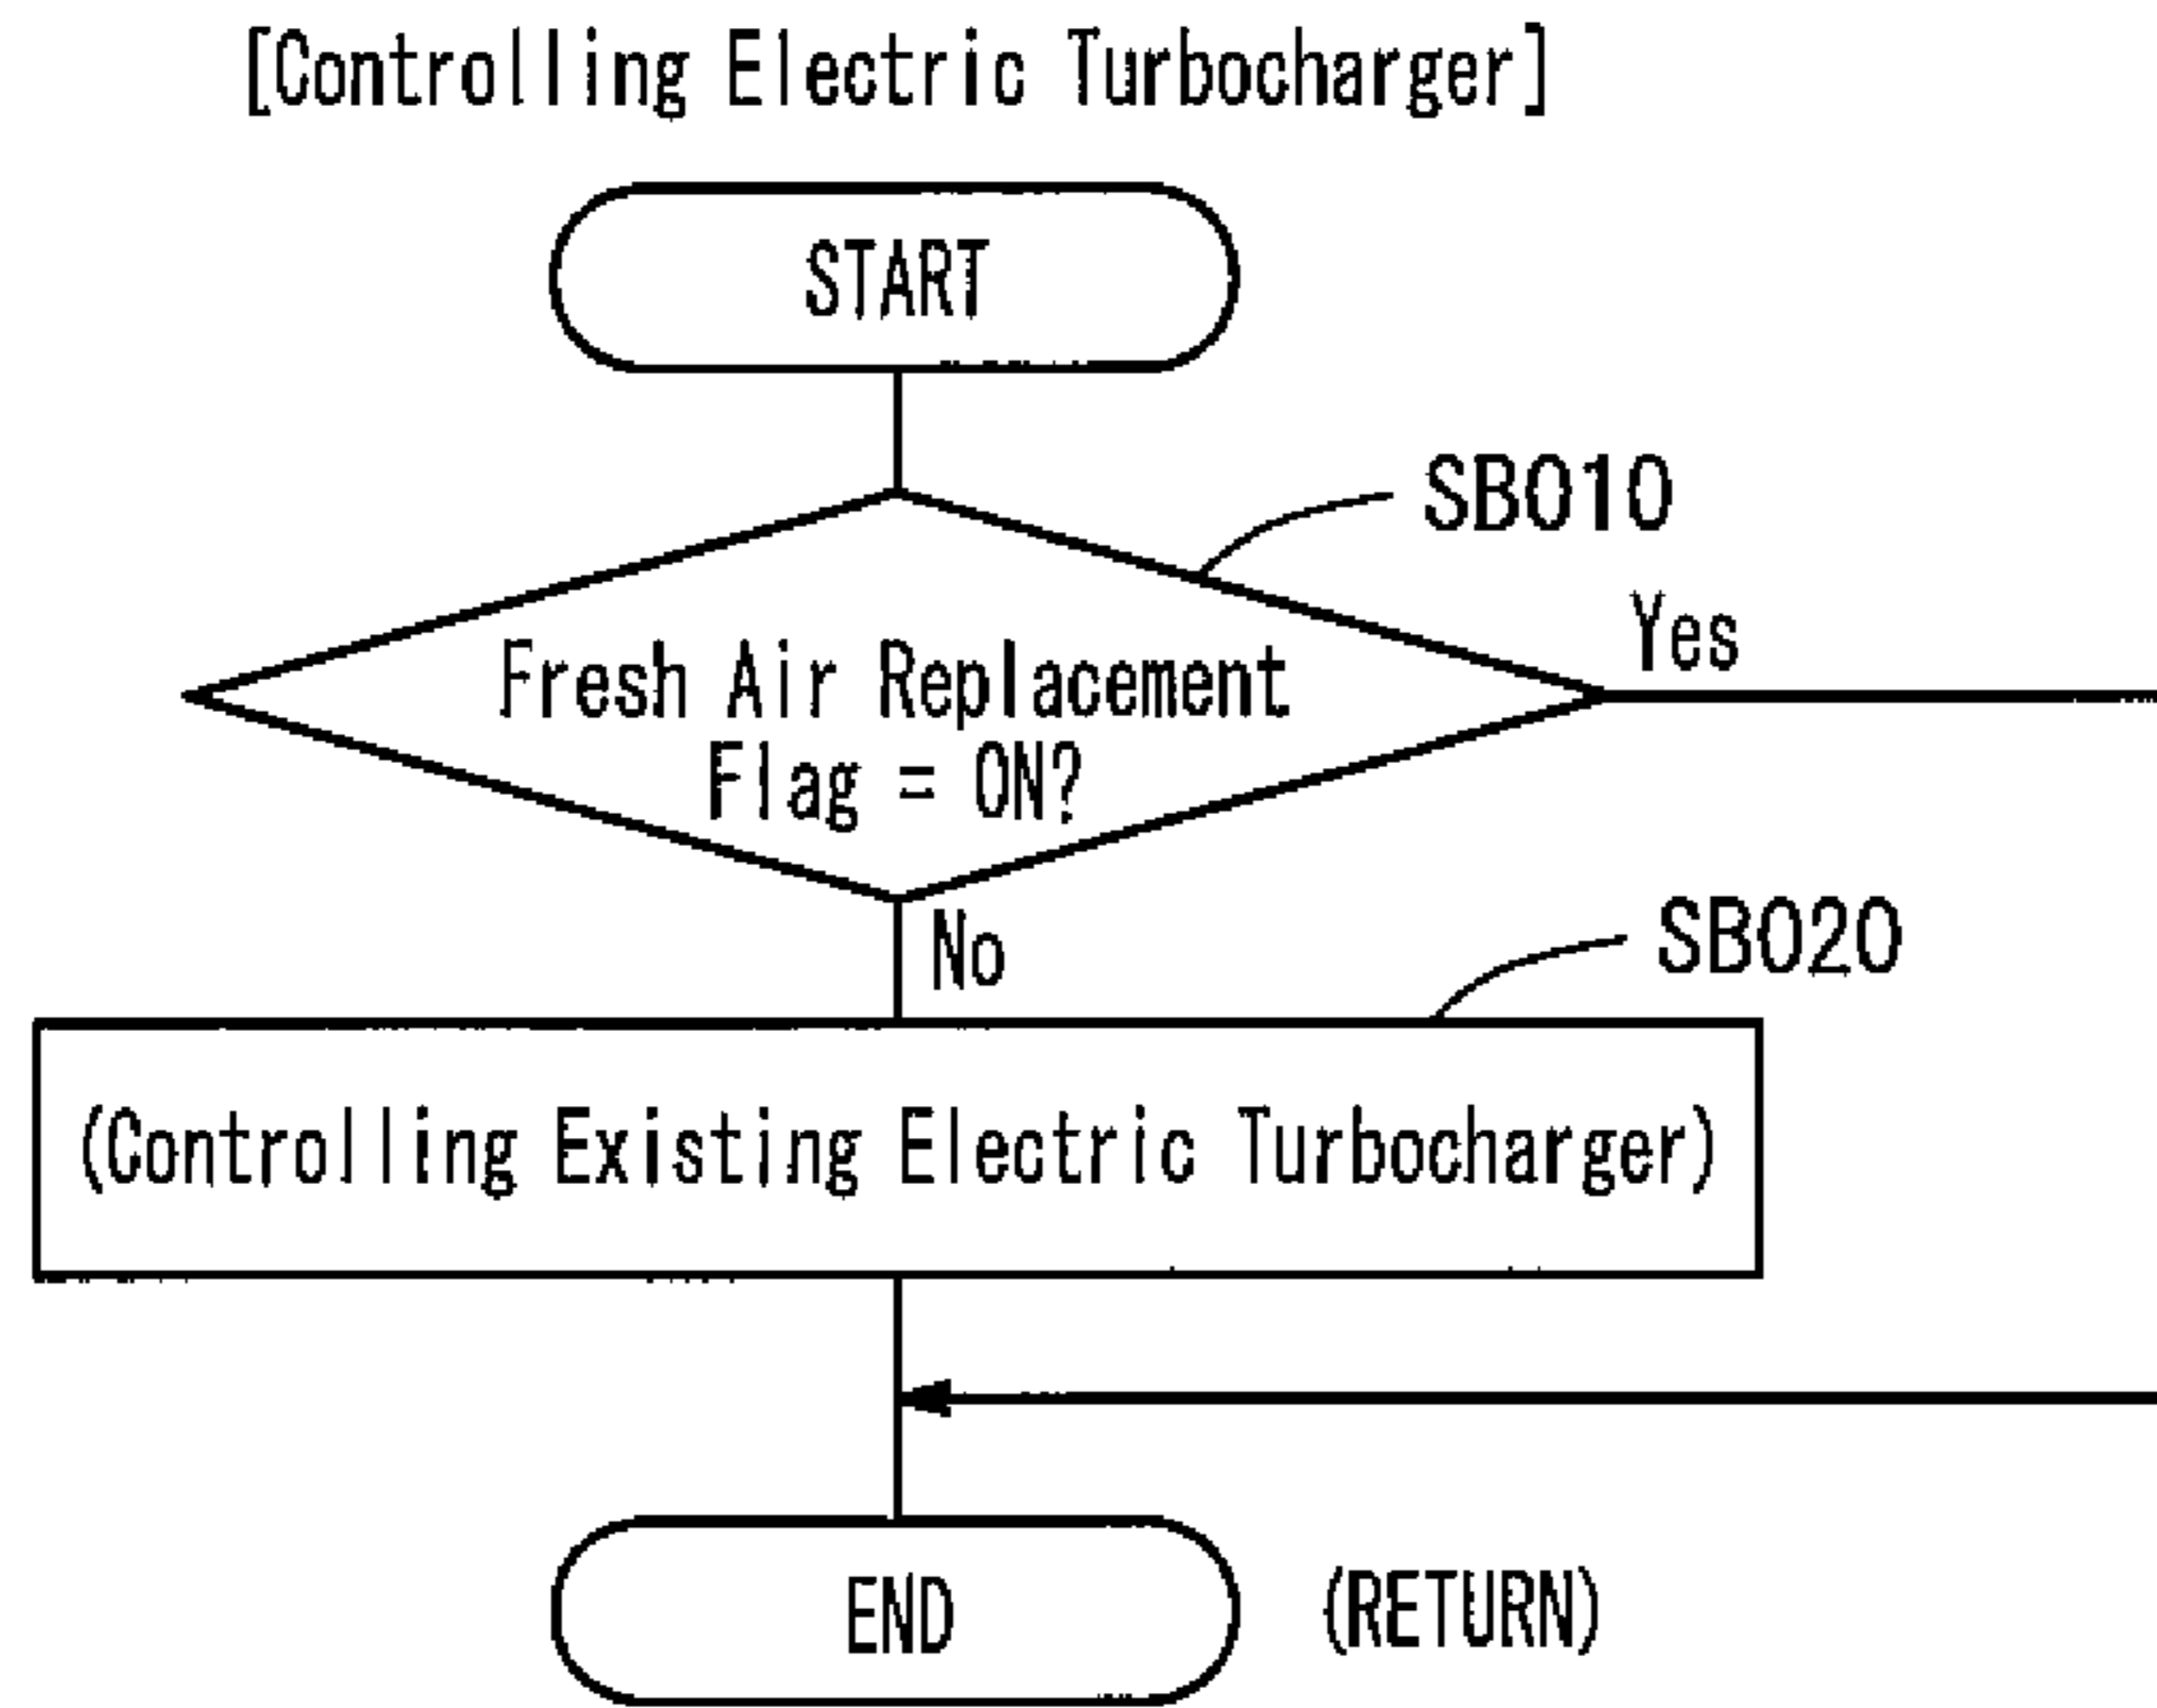 [Controlling Electric Turbocharger]
START
SB010
Yes
Fresh Air Replacement
Flag = ON?
No
SB020
(Controlling Existing Electric Turbocharger)
END
(RETURN)